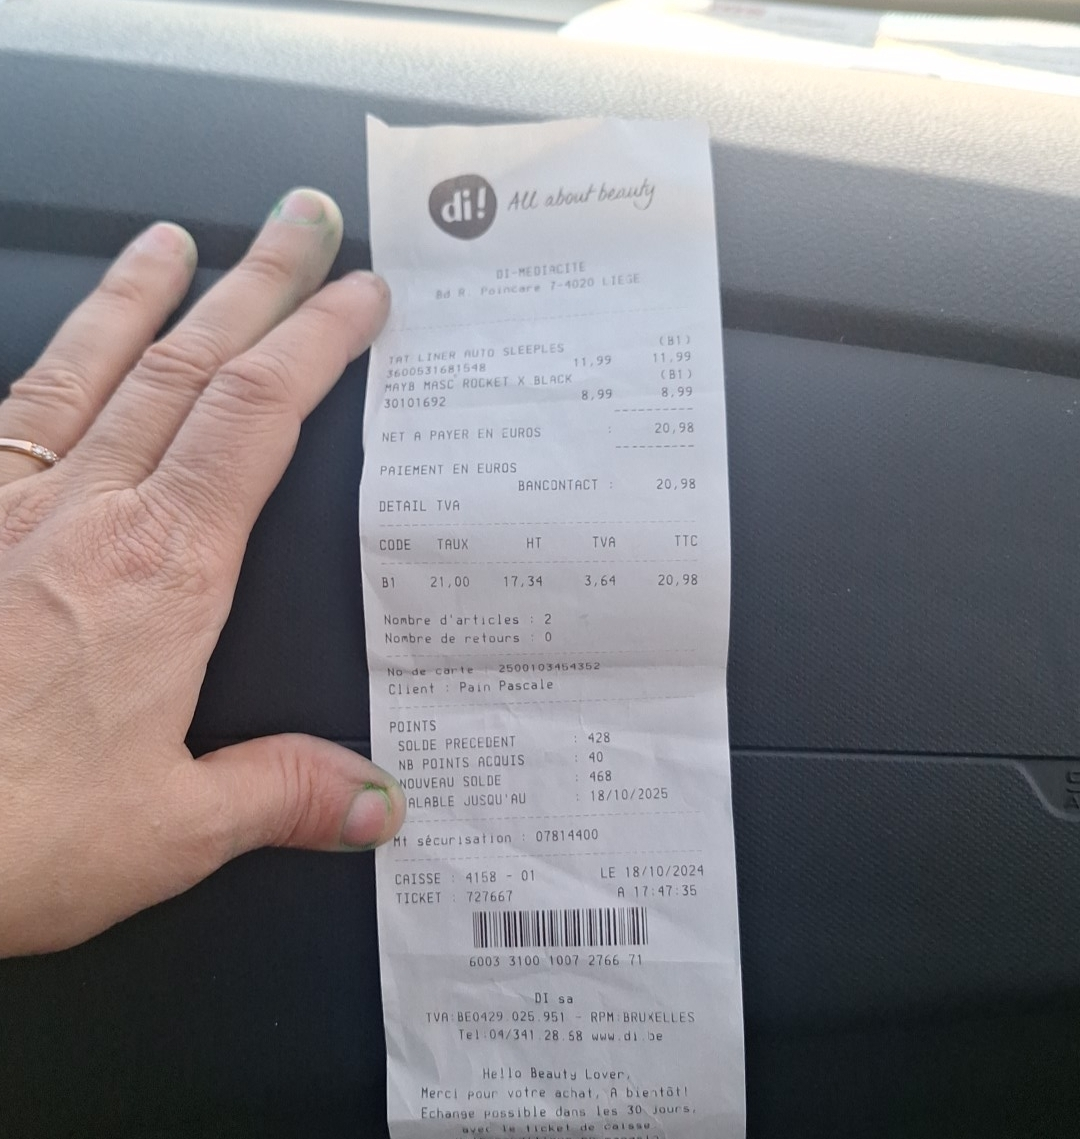 di! All about beauty
DI-MEDIACITE
Bd R. Poincare 7-4020 LIEGE
(B1)
TAT LINER AUTO SLEEPLES 11,99 11,99
3600531681548
(B1)
MAYB MASC ROCKET X BLACK
30101692 8,99 8,99
NET A PAYER EN EUROS : 20,98
PAIEMENT EN EUROS
BANCONTACT : 20,98
DETAIL TVA
CODE TAUX HT TVA TTC
B1 21,00 17,34 3,64 20,98
Nombre d'articles : 2
Nombre de retours : 0
No de carte : 2500103454352
Client : Pain Pascale
POINTS
SOLDE PRECEDENT : 428
NB POINTS ACQUIS : 40
NOUVEAU SOLDE : 468
ALABLE JUSQU'AU : 18/10/2025
Mt sécurisation : 07814400
CAISSE : 4158 - 01 LE 18/10/2024
TICKET : 727667 A 17:47:35
6003 3100 1007 2766 71
DI sa
TVA:BE0429.025.951 - RPM:BRUXELLES
Tel:04/341.28.58 www.di.be
Hello Beauty Lover,
Merci pour votre achat, A bientôt!
Echange possible dans les 30 jours,
avec le ticket de caisse